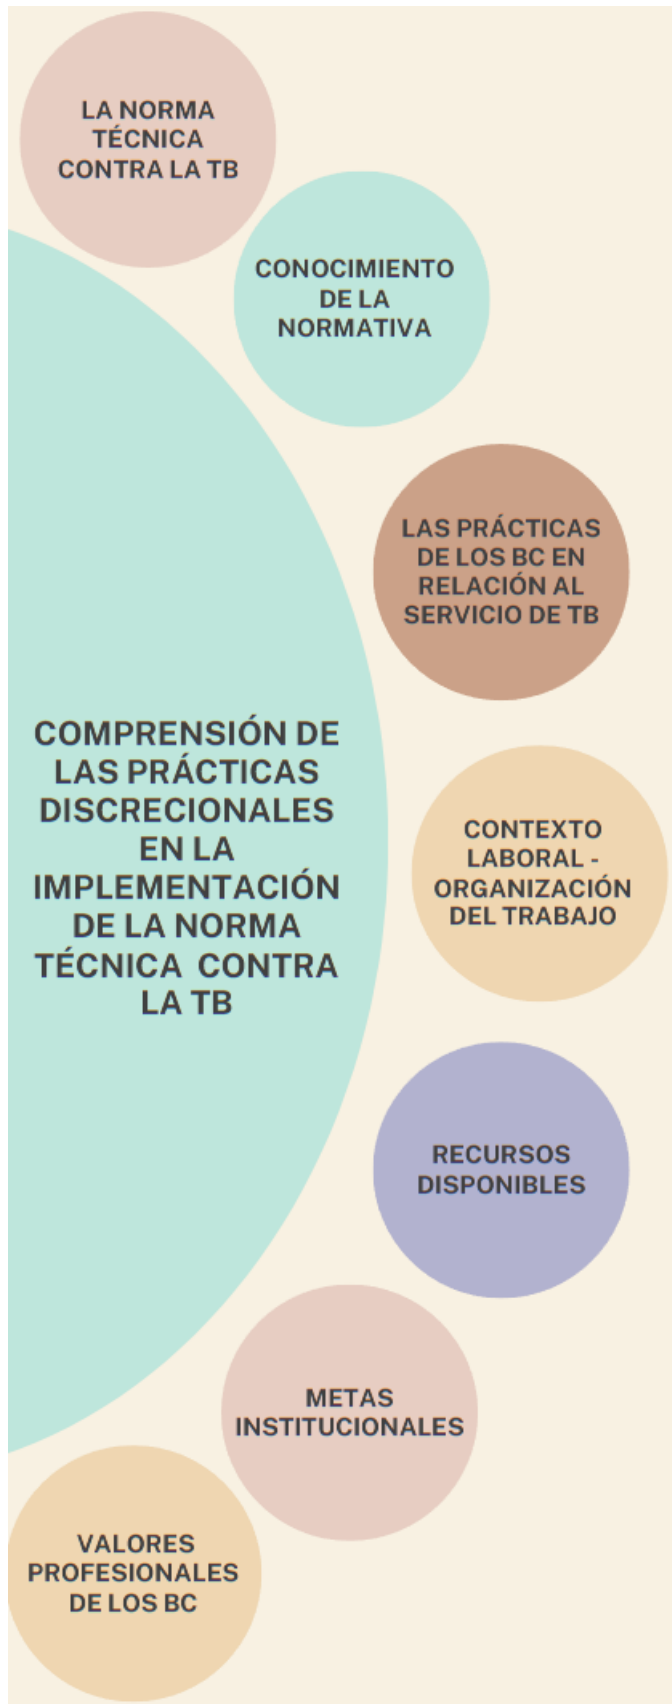 LA NORMA
TÉCNICA
CONTRA LA TB
CONOCIMIENTO
DE LA
NORMATIVA
LAS PRÁCTICAS
DE LOS BC EN
RELACIÓN AL
SERVICIO DE TB
COMPRENSIÓN DE
LAS PRÁCTICAS
DISCRECIONALES
EN LA
IMPLEMENTACIÓN
DE LA NORMA
TÉCNICA CONTRA
LA TB
CONTEXTO
LABORAL -
ORGANIZACIÓN
DEL TRABAJO
RECURSOS
DISPONIBLES
METAS
INSTITUCIONALES
VALORES
PROFESIONALES
DE LOS BC